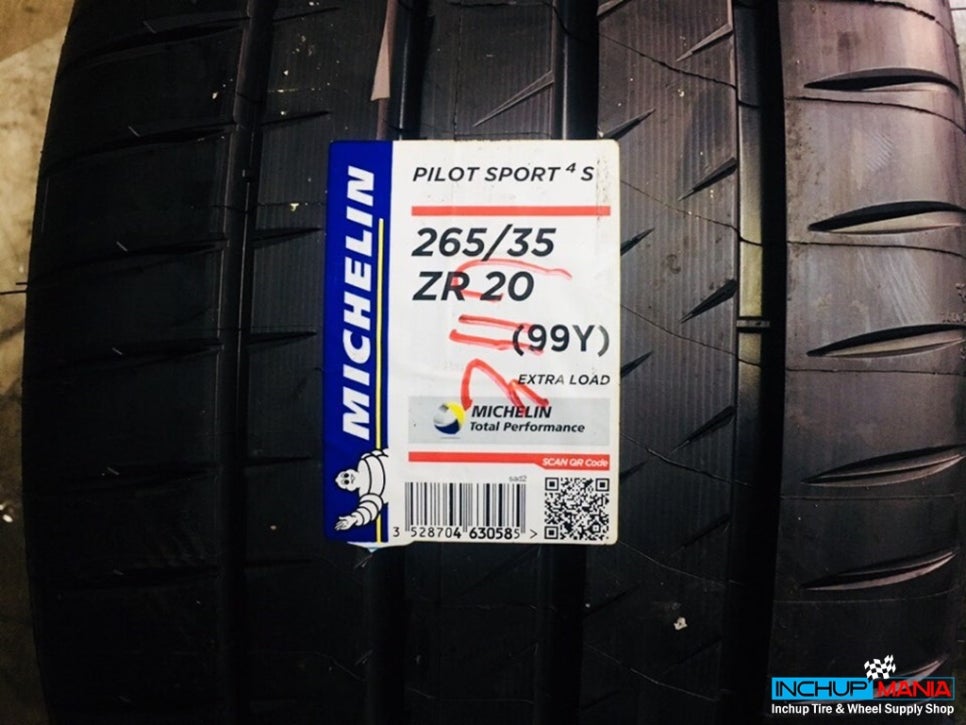 MICHELIN
PILOT SPORT 4 S
265/35
ZR 20
(99Y)
EXTRA LOAD
MICHELIN
Total Performance
SCAN QR Code
sad2
3 528704 630585 >
INCHUP MANIA
Inchup Tire & Wheel Supply Shop